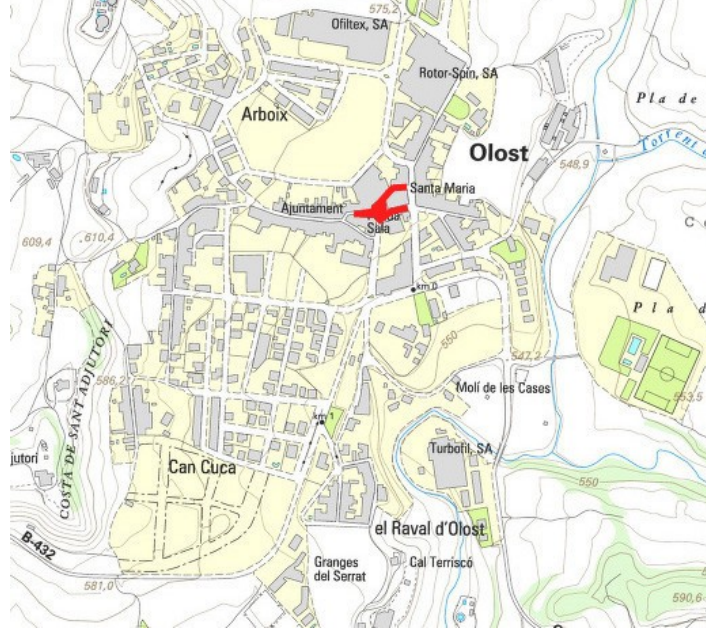 575,2
Ofiltex, SA
Rotor-Spin, SA
Pla de
Arboix
Olost
Torrent d
548,9
Santa Maria
Ajuntament
Sala
609,4
610,4
C
km 0
Pla d
COSTA DE SANT ADJUTORI
550
547,2
586,2
Molí de les Cases
553,5
km 1
jutori
Turbofil, SA
Can Cuca
550
el Raval d'Olost
B-432
Granges
del Serrat
Cal Terriscó
581,0
590,6